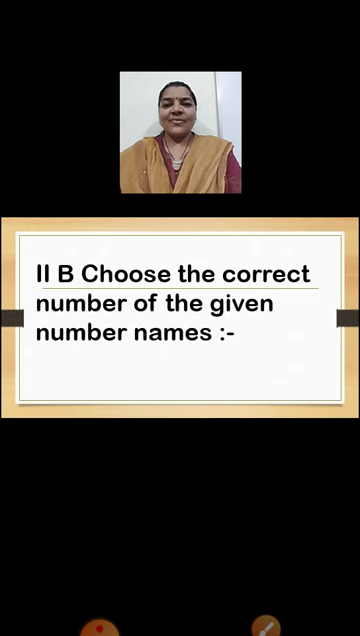 II B Choose the correct
number of the given
number names :-